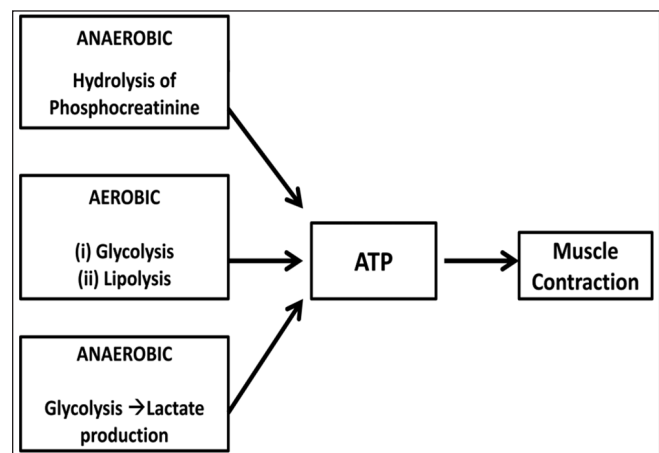 ANAEROBIC
Hydrolysis of
Phosphocreatinine
AEROBIC
(i) Glycolysis
(ii) Lipolysis
ANAEROBIC
Glycolysis →Lactate
production
ATP
Muscle
Contraction